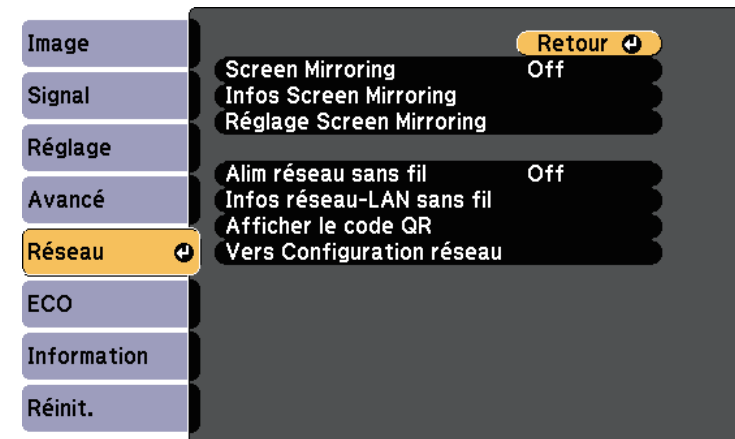 Image
Signal
Réglage
Avancé
Réseau
ECO
Information
Réinit.
Retour
Screen Mirroring Off
Infos Screen Mirroring
Réglage Screen Mirroring
Alim réseau sans fil Off
Infos réseau-LAN sans fil
Afficher le code QR
Vers Configuration réseau